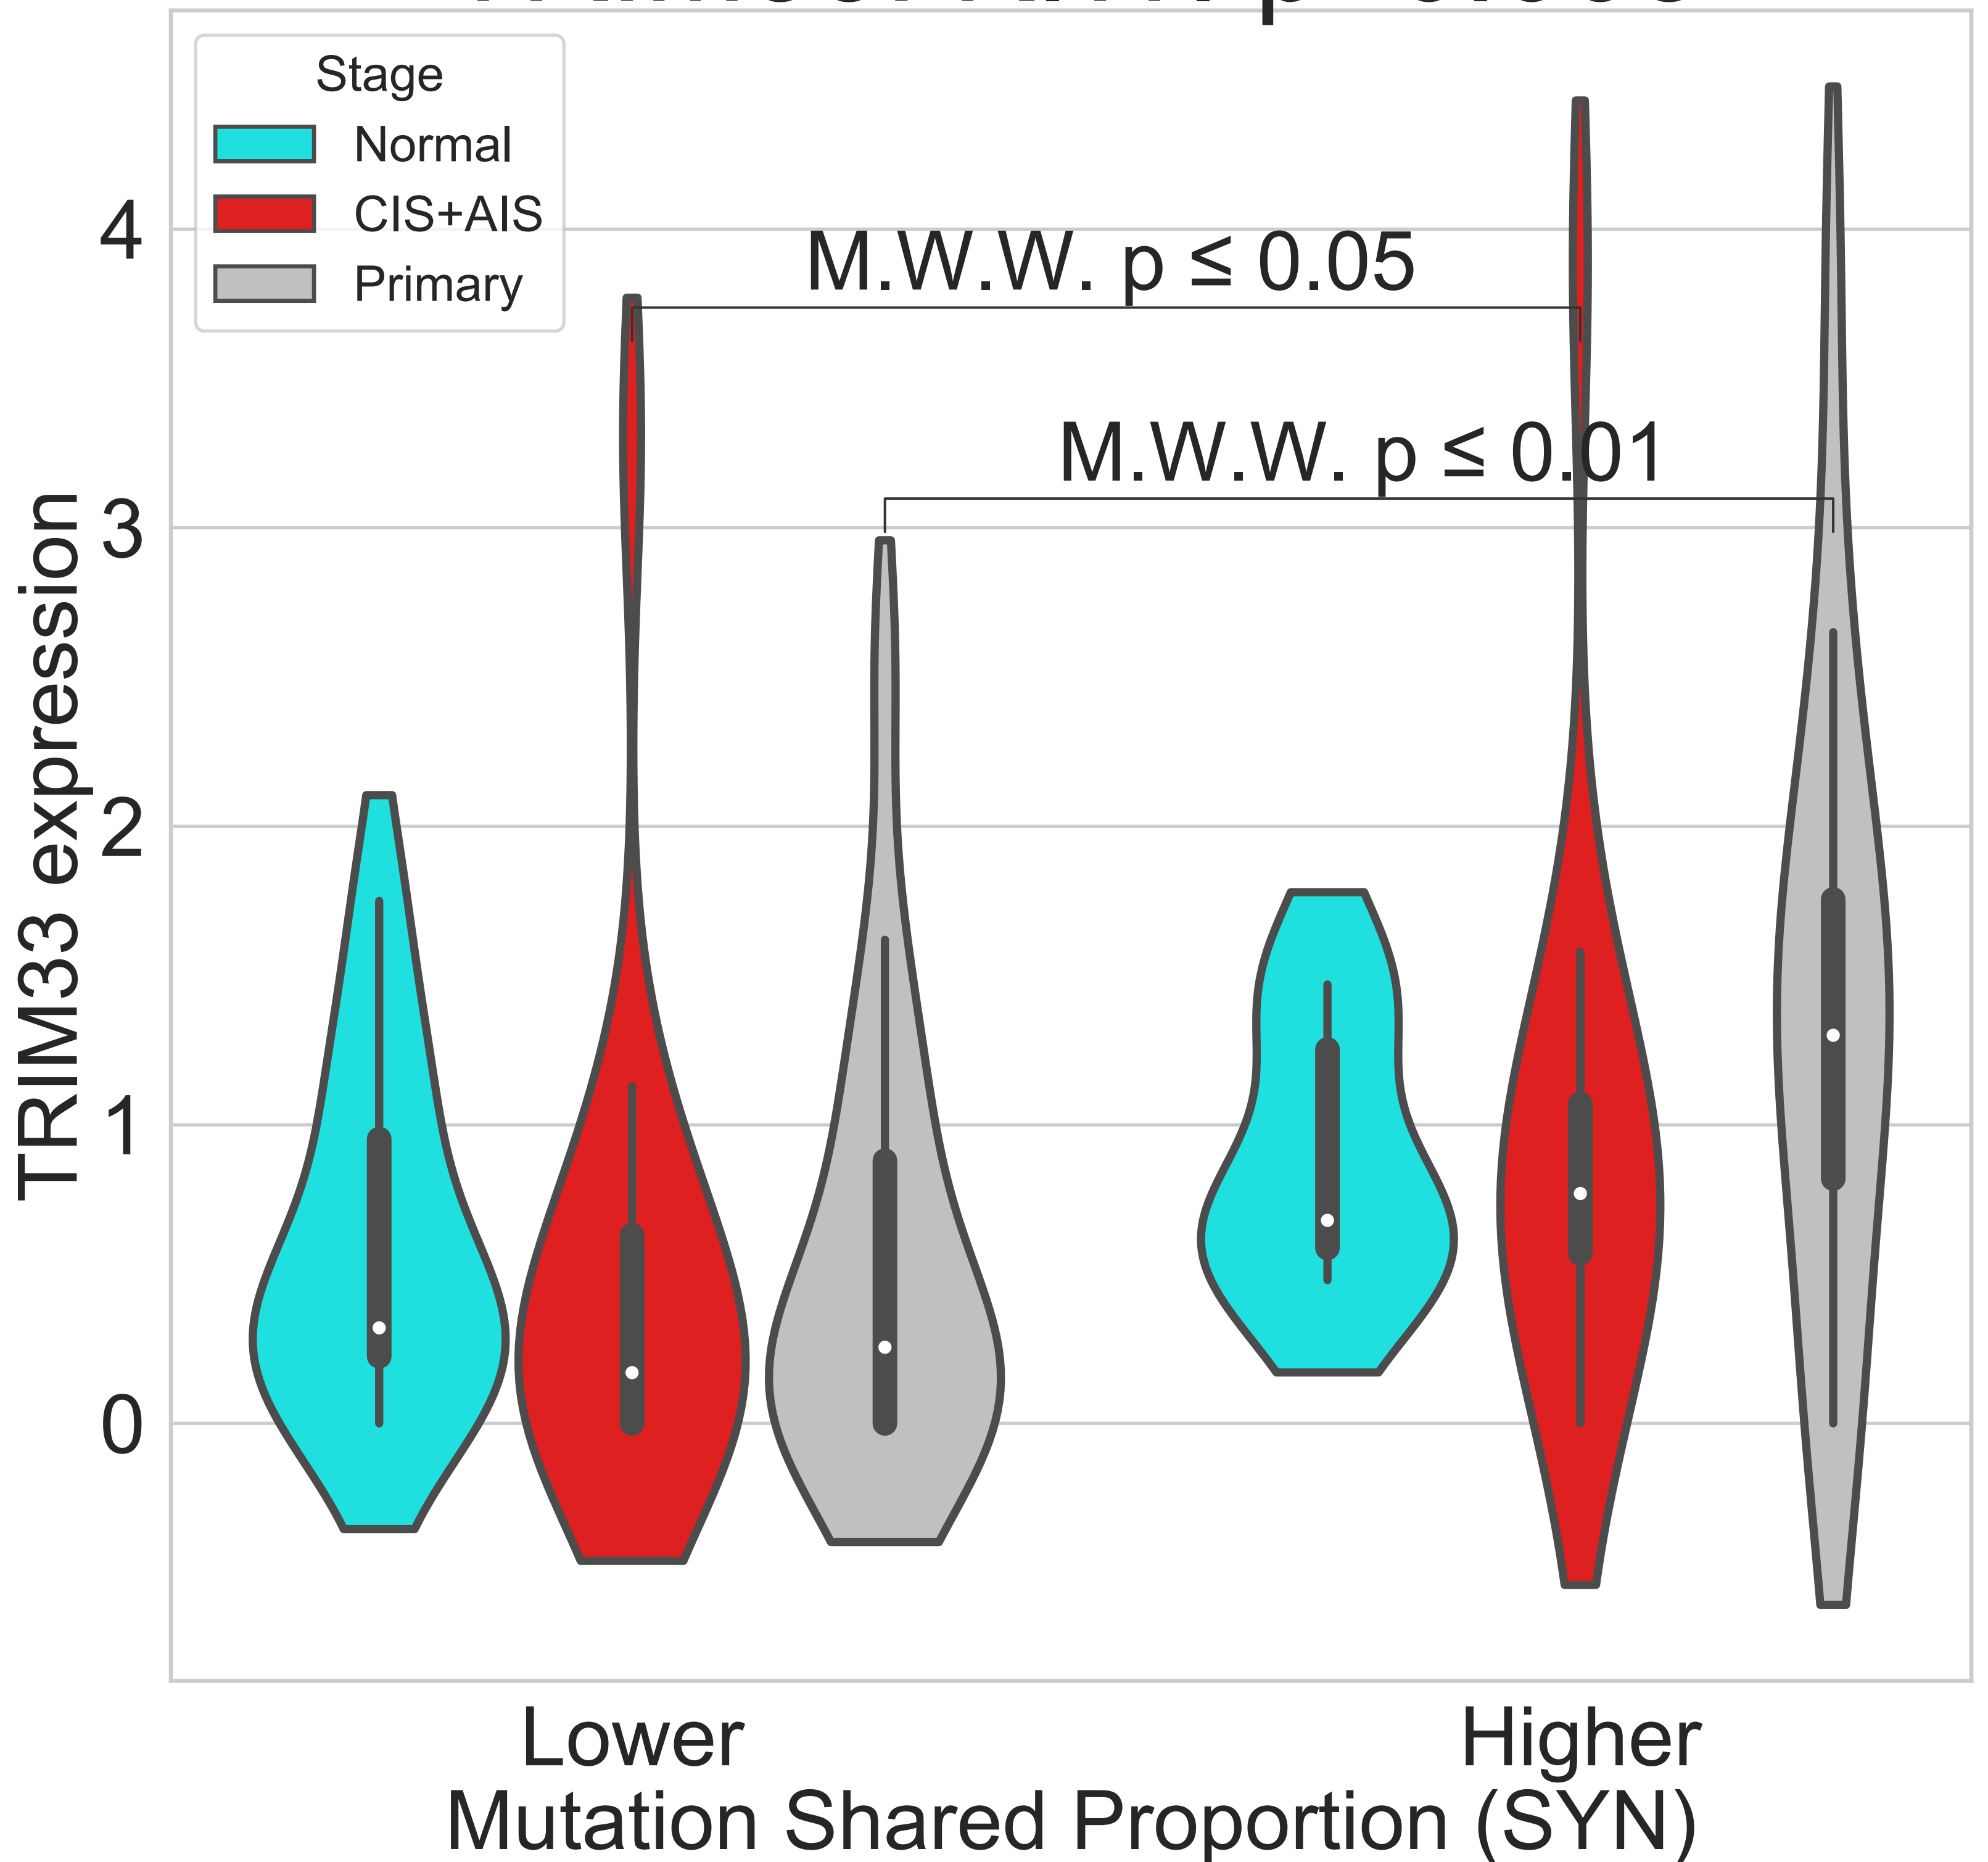 Stage
Normal
CIS+AIS
Primary
M.W.W. p ≤ 0.05
M.W.W. p ≤ 0.01
4
3
2
1
0
TRIM33 expression
Lower
Higher
Mutation Shared Proportion (SYN)